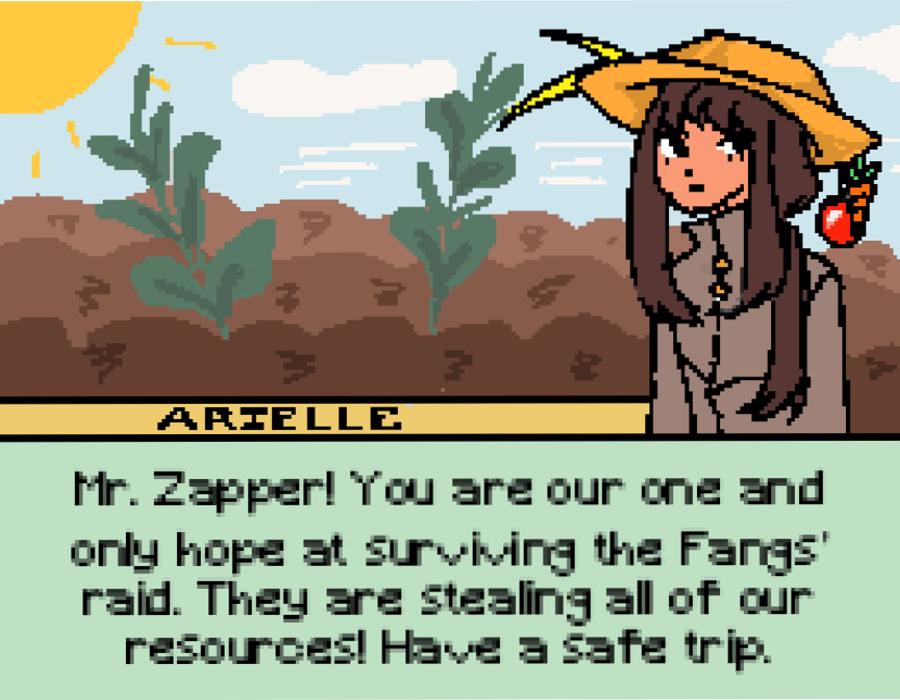 ARIELLE
Mr. Zapper! You are our one and
only hope at surviving the Fangs'
raid. They are stealing all of our
resources! Have a safe trip.